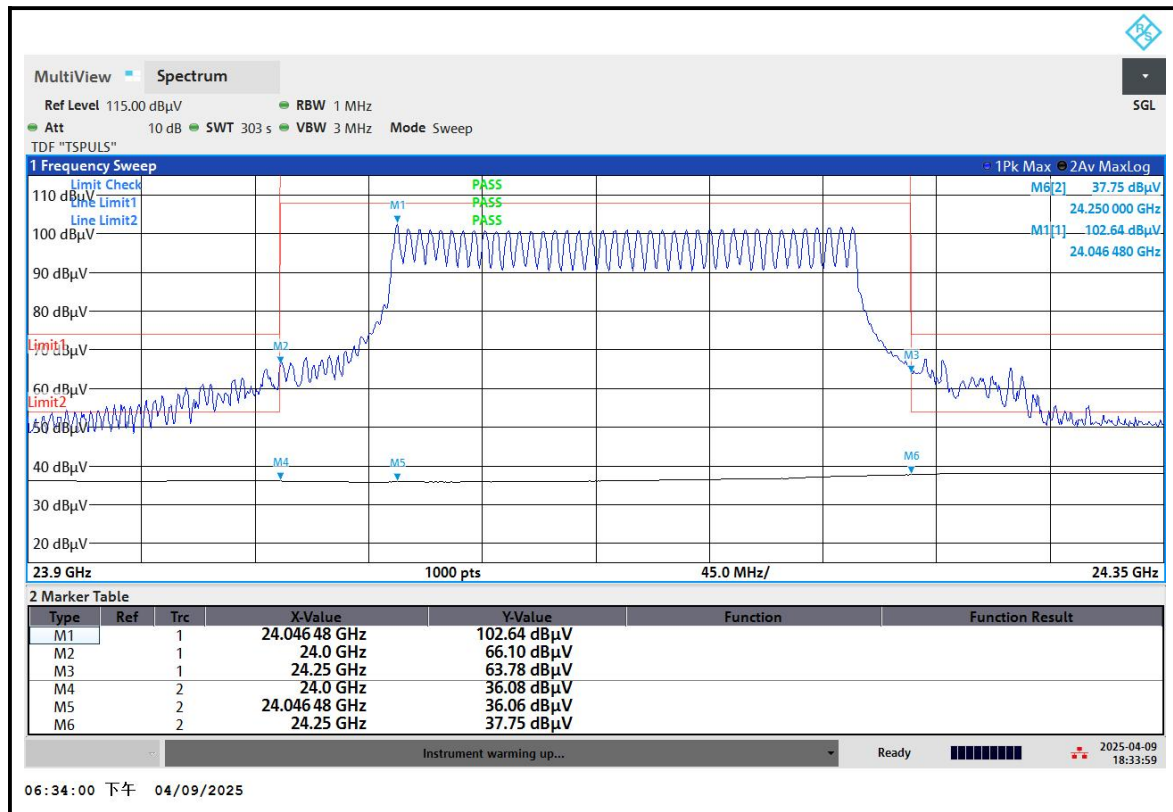 R&S
MultiView Spectrum
Ref Level 115.00 dBµV RBW 1 MHz SGL
Att 10 dB SWT 303 s VBW 3 MHz Mode Sweep
TDF "TSPULS"
1 Frequency Sweep 1Pk Max 2Av MaxLog
Limit Check PASS M6[2] 37.75 dBµV
110 dBµV
Line Limit1 PASS 24.250 000 GHz
Line Limit2 PASS M1[1] 102.64 dBµV
M1
100 dBµV
24.046 480 GHz
90 dBµV
80 dBµV
Limit1
70 dBµV
M2
M3
60 dBµV
Limit2
50 dBµV
40 dBµV
M4 M5 M6
30 dBµV
20 dBµV
23.9 GHz 1000 pts 45.0 MHz/ 24.35 GHz
2 Marker Table
Type Ref Trc X-Value Y-Value Function Function Result
M1 1 24.046 48 GHz 102.64 dBµV
M2 1 24.0 GHz 66.10 dBµV
M3 1 24.25 GHz 63.78 dBµV
M4 2 24.0 GHz 36.08 dBµV
M5 2 24.046 48 GHz 36.06 dBµV
M6 2 24.25 GHz 37.75 dBµV
Instrument warming up... Ready 2025-04-09
18:33:59
06:34:00 下午 04/09/2025